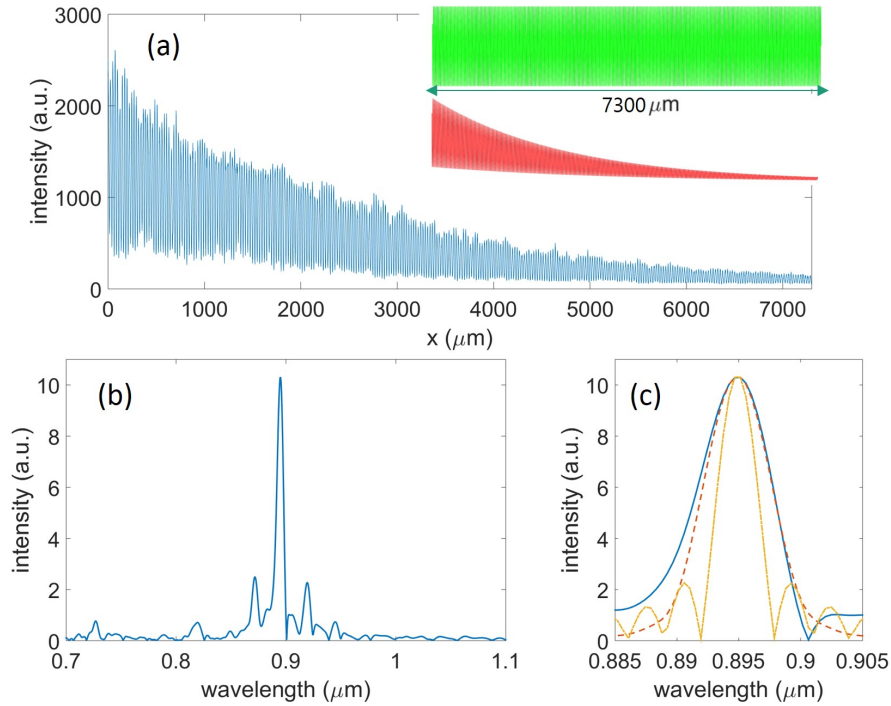 (a)
3000
2000
1000
0
intensity (a.u.)
0 1000 2000 3000 4000 5000 6000 7000
x (μm)
7300 μm
(b)
10
8
6
4
2
0
intensity (a.u.)
0.7 0.8 0.9 1 1.1
wavelength (μm)
(c)
10
8
6
4
2
0
intensity (a.u.)
0.885 0.89 0.895 0.9 0.905
wavelength (μm)